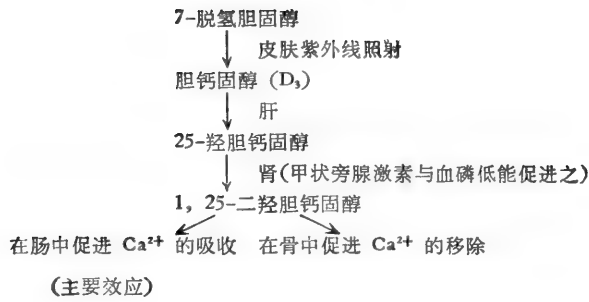 7-脱氢胆固醇
皮肤紫外线照射
胆钙固醇（D₃）
肝
25-羟胆钙固醇
肾(甲状旁腺激素与血磷低能促进之)
1，25-二羟胆钙固醇
在肠中促进 Ca²⁺ 的吸收 在骨中促进 Ca²⁺ 的移除
(主要效应)